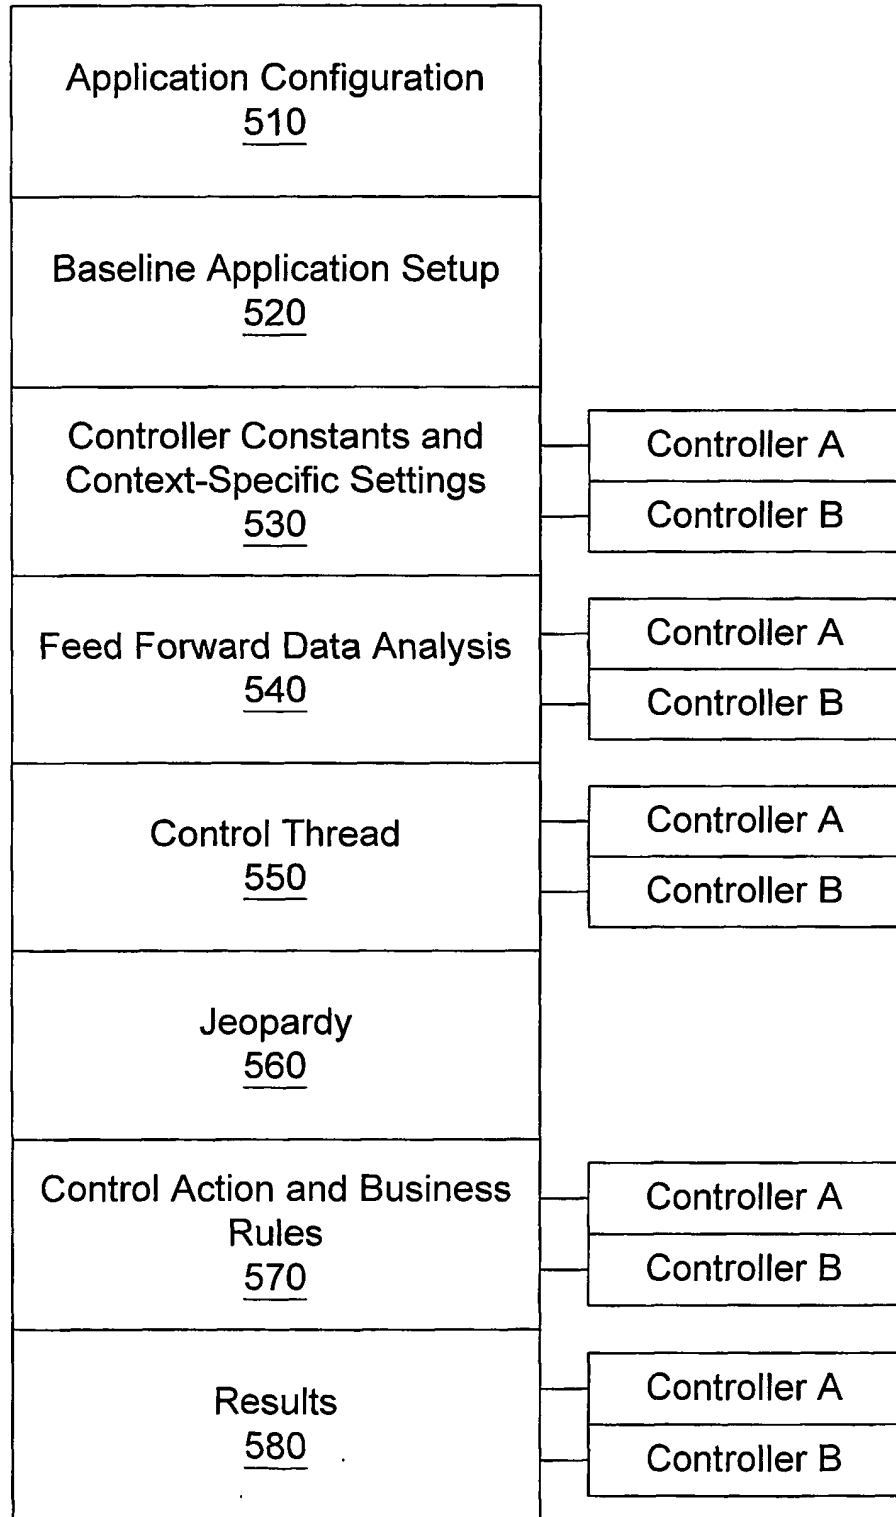 Application Configuration
510
Baseline Application Setup
520
Controller Constants and
Context-Specific Settings
530
Controller A
Controller B
Feed Forward Data Analysis
540
Controller A
Controller B
Control Thread
550
Controller A
Controller B
Jeopardy
560
Control Action and Business
Rules
570
Controller A
Controller B
Results
580
Controller A
Controller B